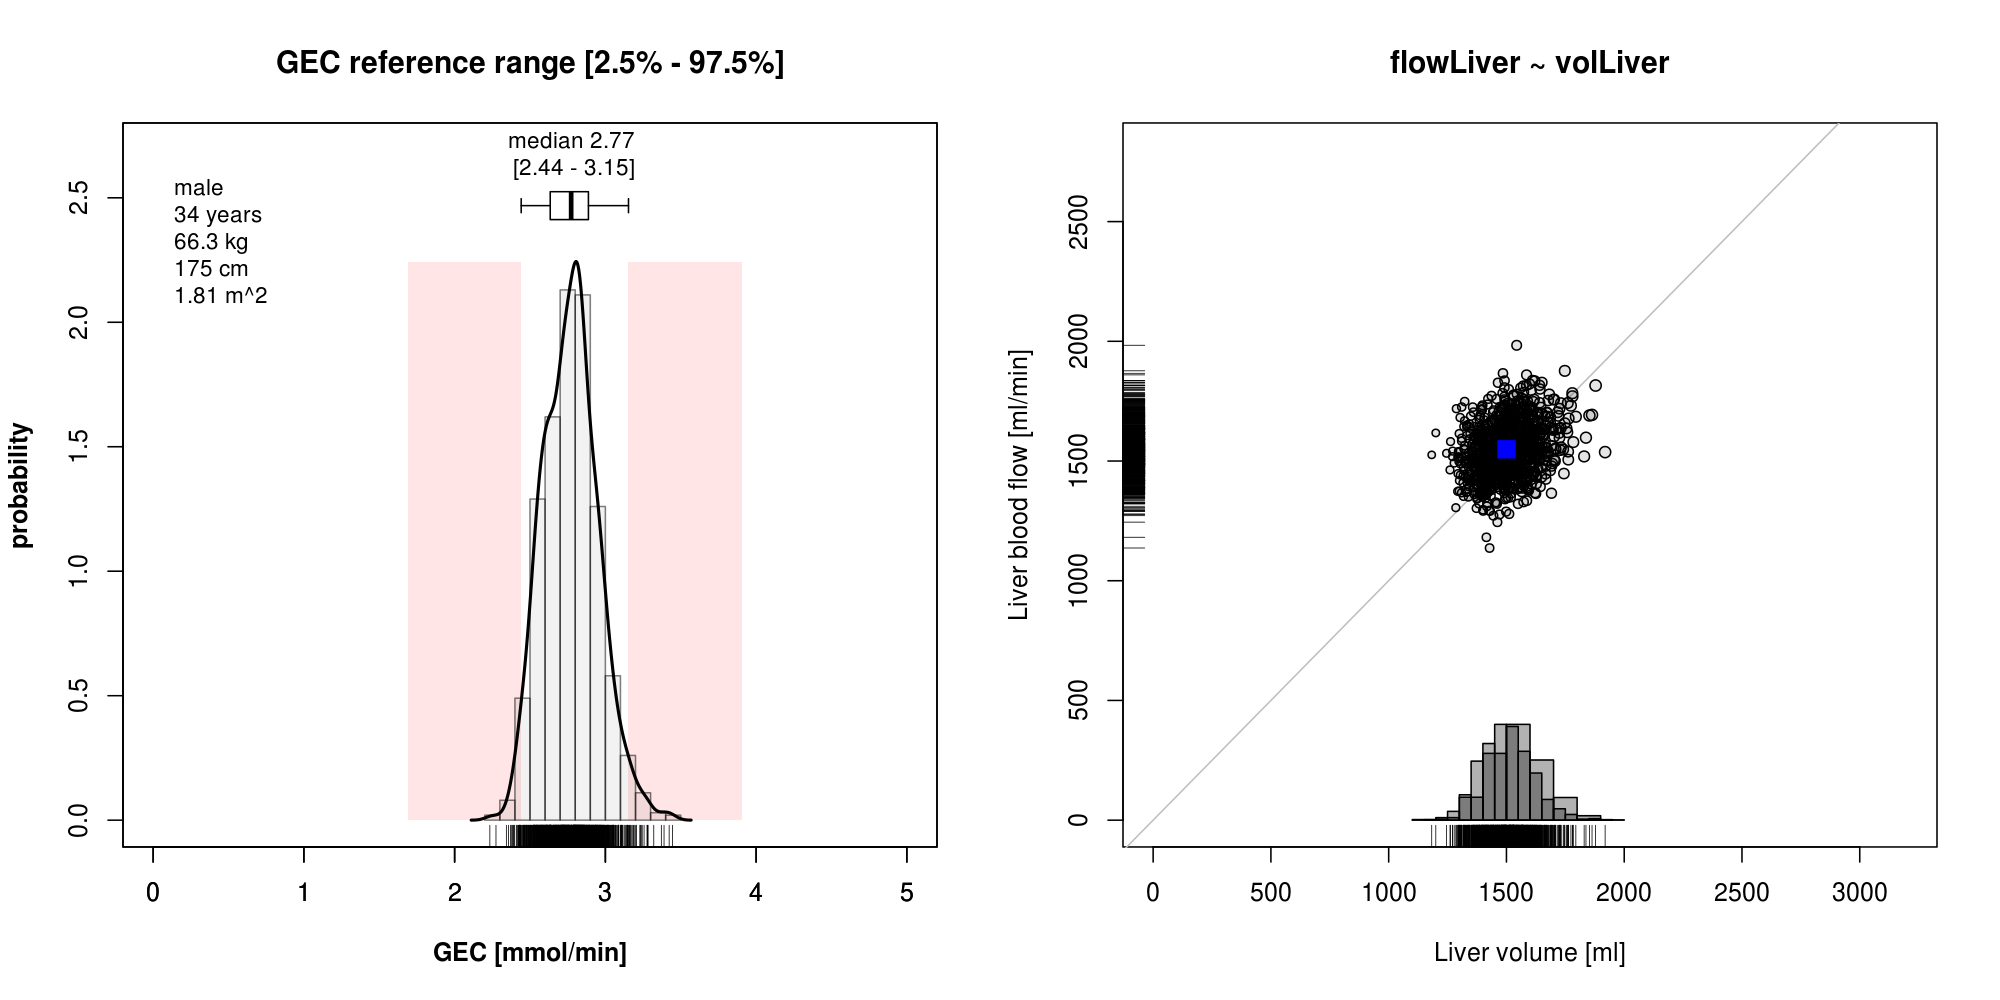 GEC reference range [2.5% - 97.5%]
median 2.77
[2.44 - 3.15]
male
34 years
66.3 kg
175 cm
1.81 m^2
probability
2.5
2.0
1.5
1.0
0.5
0.0
0 1 2 3 4 5
GEC [mmol/min]
flowLiver ~ volLiver
Liver blood flow [ml/min]
2500
2000
1500
1000
500
0
0 500 1000 1500 2000 2500 3000
Liver volume [ml]